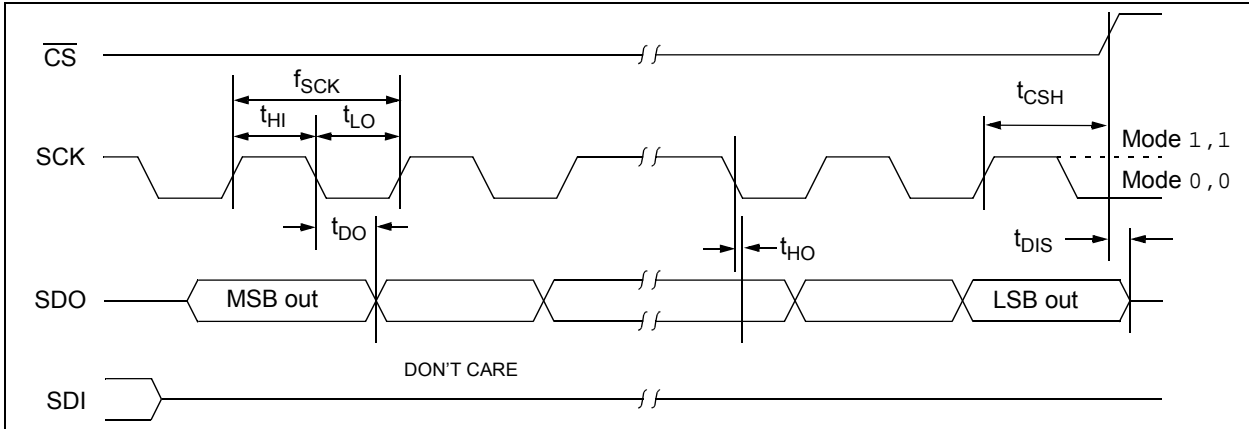 CS
fSCK
tCSH
tHI
tLO
SCK
Mode 1,1
Mode 0,0
tDO
tHO
tDIS
SDO
MSB out
LSB out
DON'T CARE
SDI